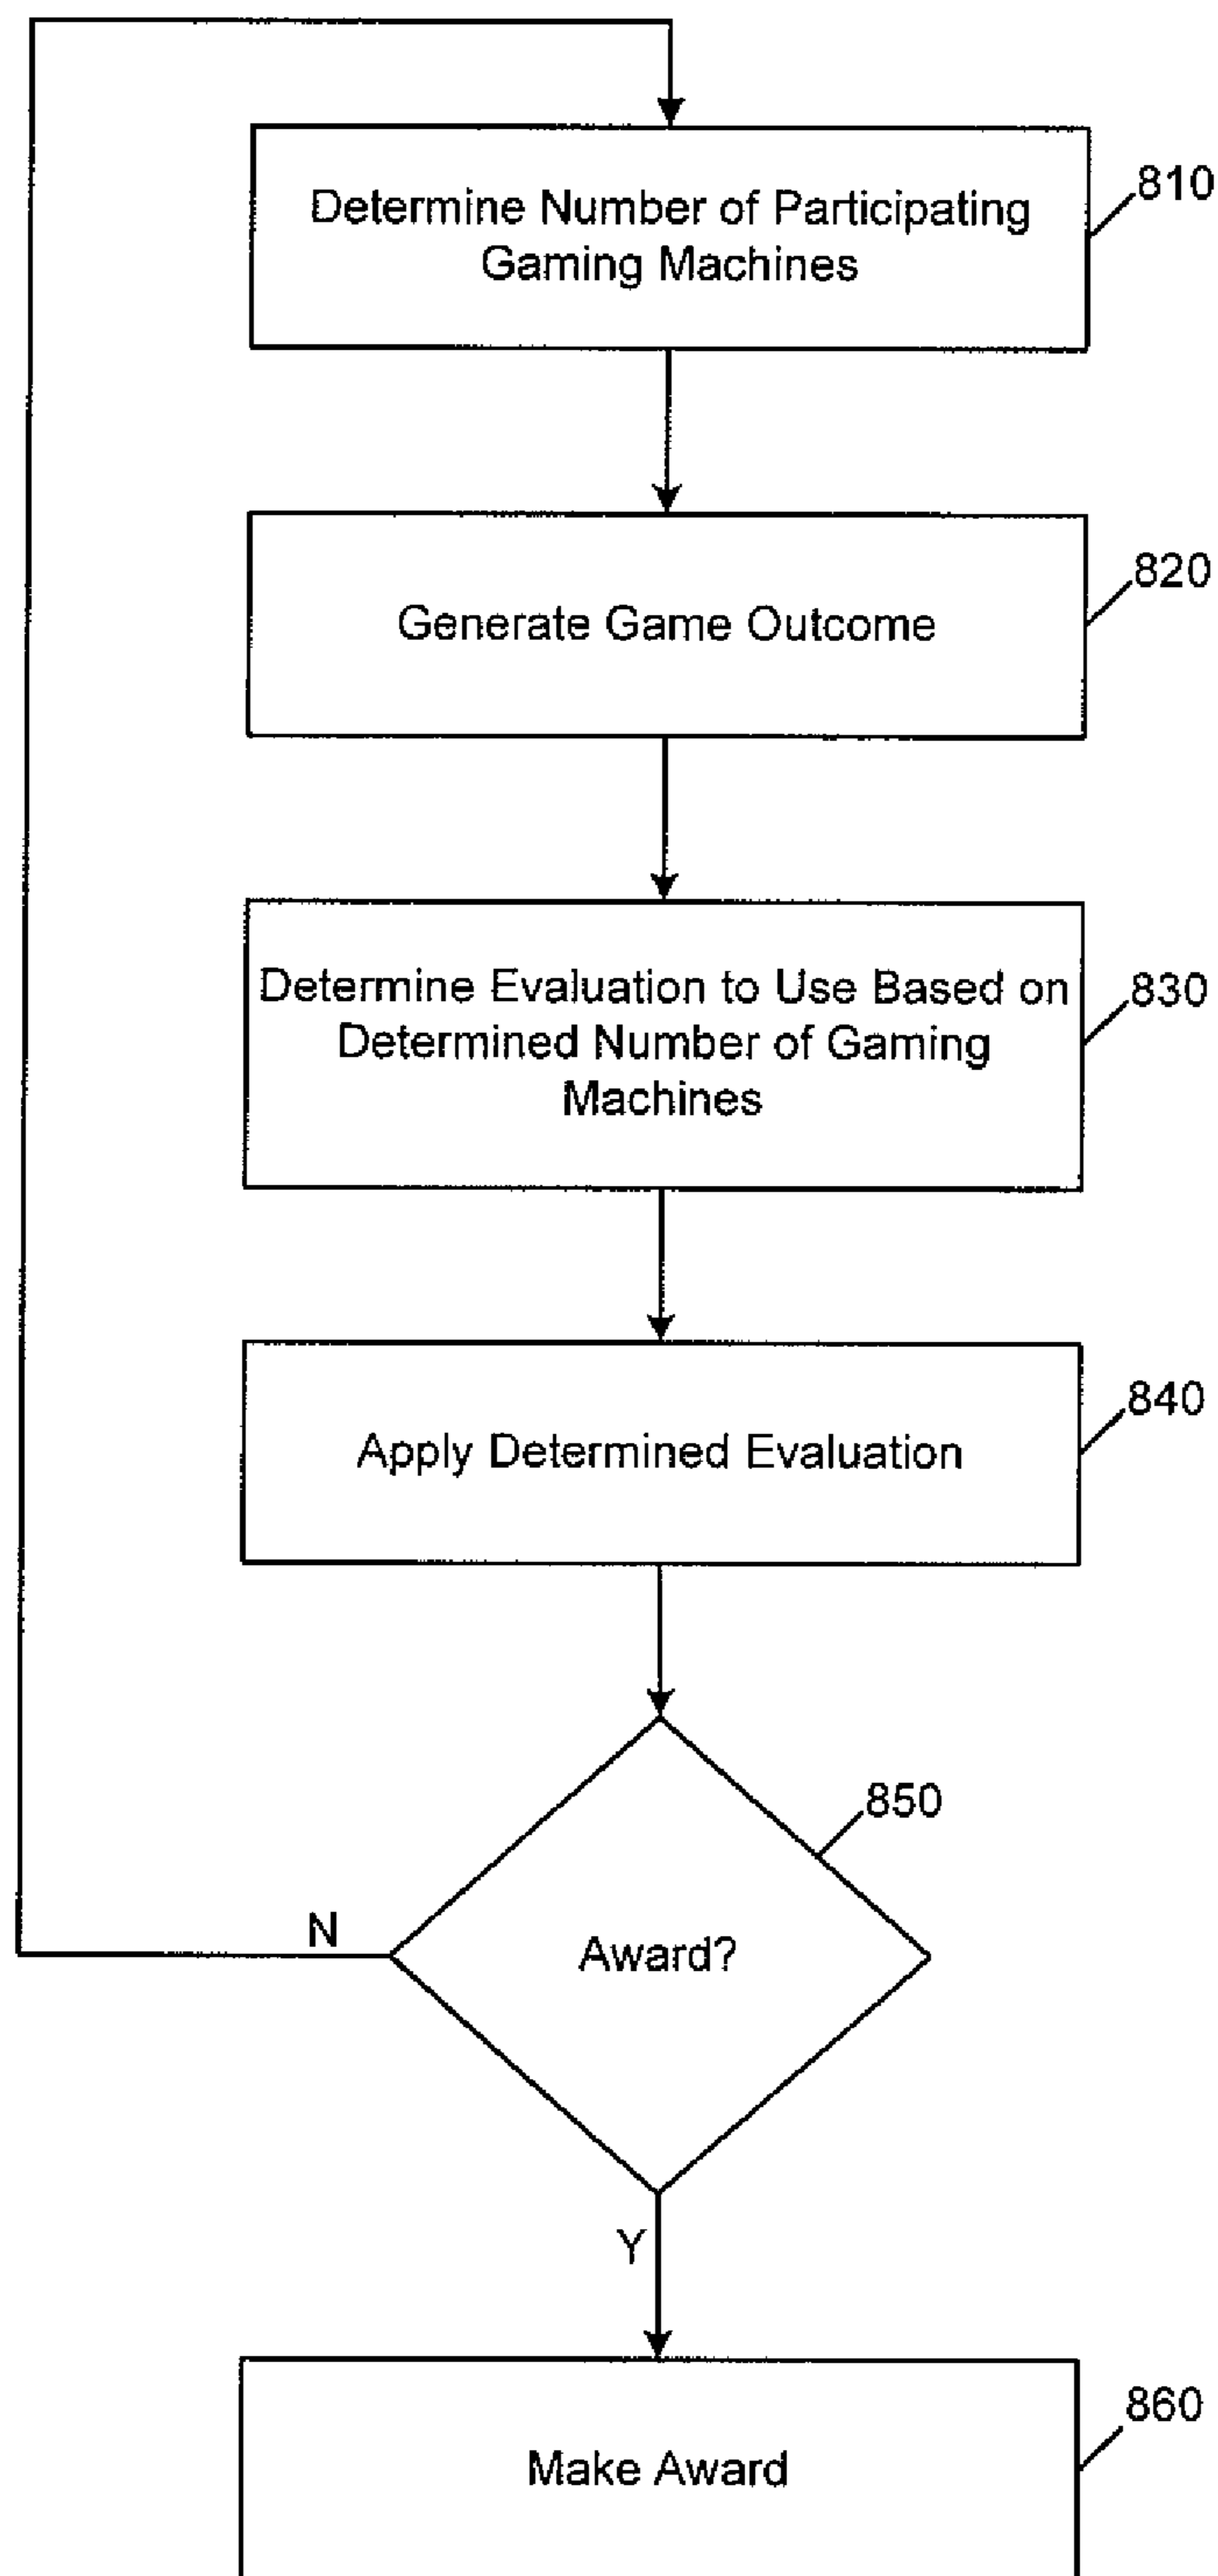 Determine Number of Participating
Gaming Machines
810
Generate Game Outcome
820
Determine Evaluation to Use Based on
Determined Number of Gaming
Machines
830
Apply Determined Evaluation
840
850
Award?
N
Y
Make Award
860